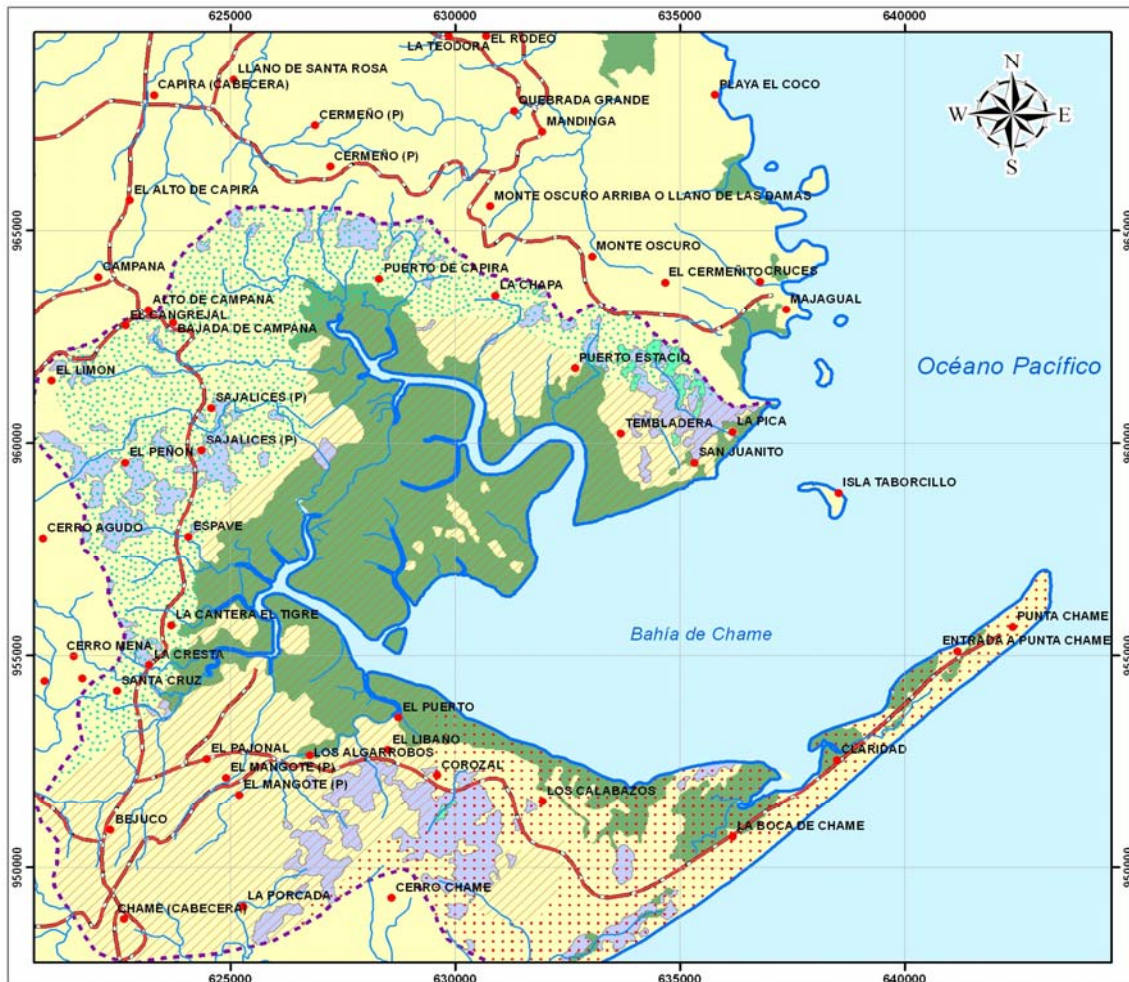 625000
630000
635000
640000
LA TEODORA
EL RODEO
LLANO DE SANTA ROSA
CAPIRA (CABECERA)
PLAYA EL COCO
N
W
E
S
QUEBRADA GRANDE
CERMEÑO (P)
MANDINGA
CERMEÑO (P)
EL ALTO DE CAPIRA
MONTE OSCURO ARRIBA O LLANO DE LAS DAMAS
965000
965000
MONTE OSCURO
CAMPANA
PUERTO DE CAPIRA
EL CERMEÑITO
CRUCES
LA CHAPA
ALTO DE CAMPANA
MAJAGUAL
EL CANGREJAL
BAJADA DE CAMPANA
PUERTO ESTACIO
Océano Pacífico
EL LIMON
SAJALICES (P)
TEMBLADERA
LA PICA
960000
960000
SAJALICES (P)
EL PEÑON
SAN JUANITO
ISLA TABORCILLO
CERRO AGUDO
ESPAVE
LA CANTERA EL TIGRE
PUNTA CHAME
Bahía de Chame
ENTRADA A PUNTA CHAME
CERRO MENA
LA CRESTA
955000
955000
SANTA CRUZ
EL PUERTO
EL LIBANO
EL PAJONAL
LOS ALGARROBOS
CLARIDAD
EL MANGOTE (P)
COROZAL
EL MANGOTE (P)
LOS CALABAZOS
BEJUCO
LA BOCA DE CHAME
950000
950000
CERRO CHAME
LA PORCADA
CHAME (CABECERA)
625000
630000
635000
640000